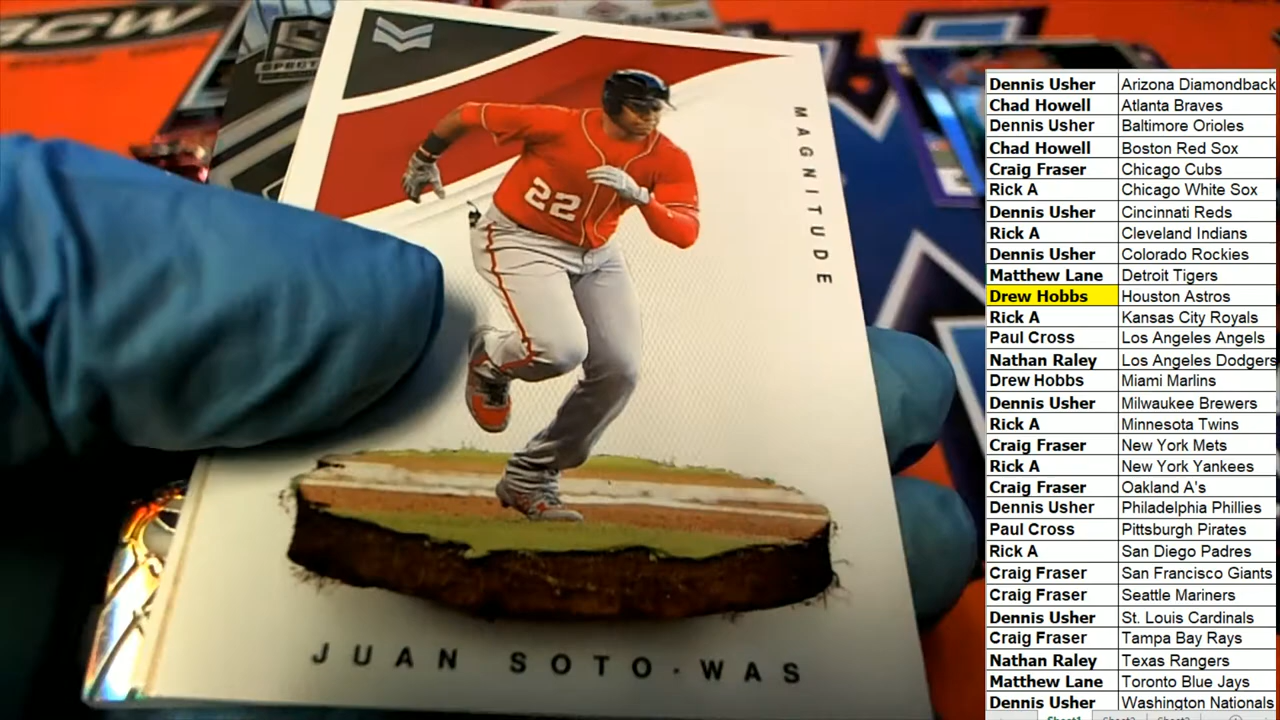 BCW
SPECT
MAGNITUDE
22
JUAN SOTO · WAS
Dennis Usher Arizona Diamondback
Chad Howell Atlanta Braves
Dennis Usher Baltimore Orioles
Chad Howell Boston Red Sox
Craig Fraser Chicago Cubs
Rick A Chicago White Sox
Dennis Usher Cincinnati Reds
Rick A Cleveland Indians
Dennis Usher Colorado Rockies
Matthew Lane Detroit Tigers
Drew Hobbs Houston Astros
Rick A Kansas City Royals
Paul Cross Los Angeles Angels
Nathan Raley Los Angeles Dodgers
Drew Hobbs Miami Marlins
Dennis Usher Milwaukee Brewers
Rick A Minnesota Twins
Craig Fraser New York Mets
Rick A New York Yankees
Craig Fraser Oakland A's
Dennis Usher Philadelphia Phillies
Paul Cross Pittsburgh Pirates
Rick A San Diego Padres
Craig Fraser San Francisco Giants
Craig Fraser Seattle Mariners
Dennis Usher St. Louis Cardinals
Craig Fraser Tampa Bay Rays
Nathan Raley Texas Rangers
Matthew Lane Toronto Blue Jays
Dennis Usher Washington Nationals